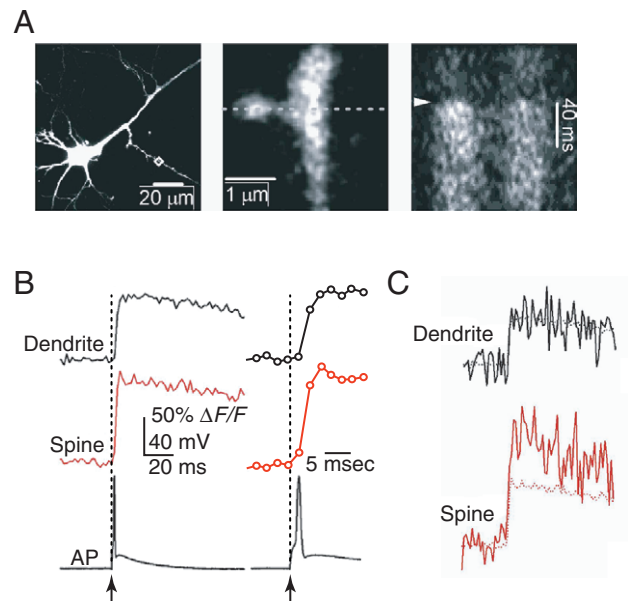 A
20 μm
1 μm
40 ms
B
Dendrite
Spine
50% ΔF/F
40 mV
20 ms
5 msec
AP
C
Dendrite
Spine